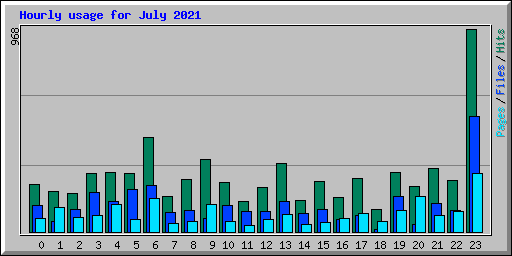 Hourly usage for July 2021
968
Pages/Files/Hits
0 1 2 3 4 5 6 7 8 9 10 11 12 13 14 15 16 17 18 19 20 21 22 23